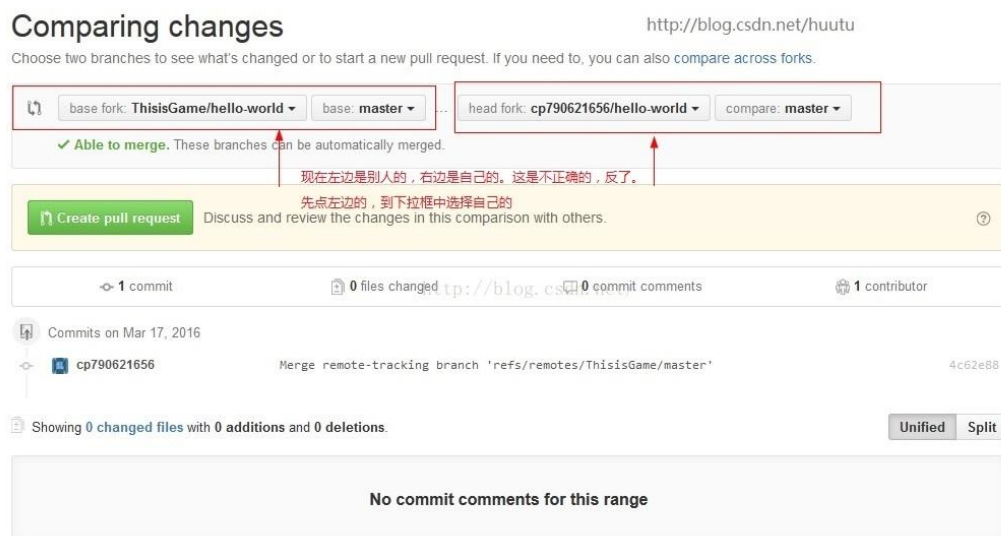 Comparing changes
http://blog.csdn.net/huutu
Choose two branches to see what's changed or to start a new pull request. If you need to, you can also compare across forks.
base fork: ThisisGame/hello-world base: master ... head fork: cp790621656/hello-world compare: master
Able to merge. These branches can be automatically merged.
现在左边是别人的，右边是自己的。这是不正确的，反了。
先点左边的，到下拉框中选择自己的
Create pull request Discuss and review the changes in this comparison with others.
1 commit 0 files changed 0 commit comments 1 contributor
http://blog.csdn.net/
Commits on Mar 17, 2016
cp790621656 Merge remote-tracking branch 'refs/remotes/ThisisGame/master' 4c62e88
Showing 0 changed files with 0 additions and 0 deletions. Unified Split
No commit comments for this range